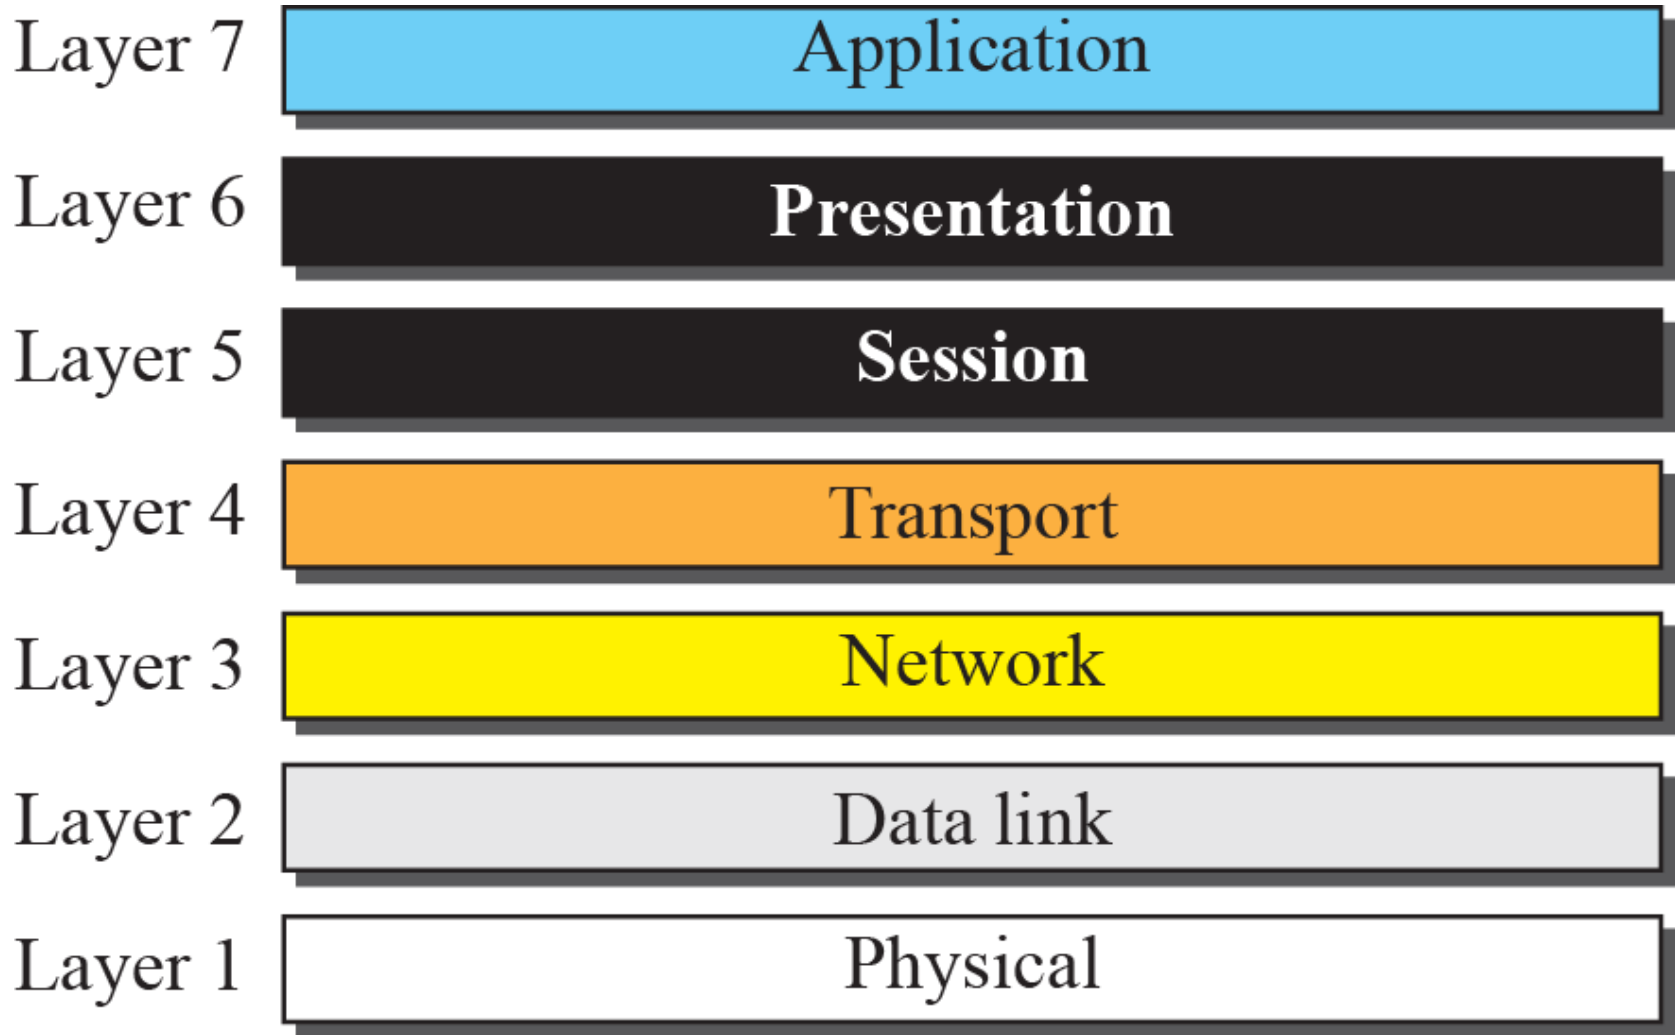 Layer 7 Application
Layer 6 Presentation
Layer 5 Session
Layer 4 Transport
Layer 3 Network
Layer 2 Data link
Layer 1 Physical